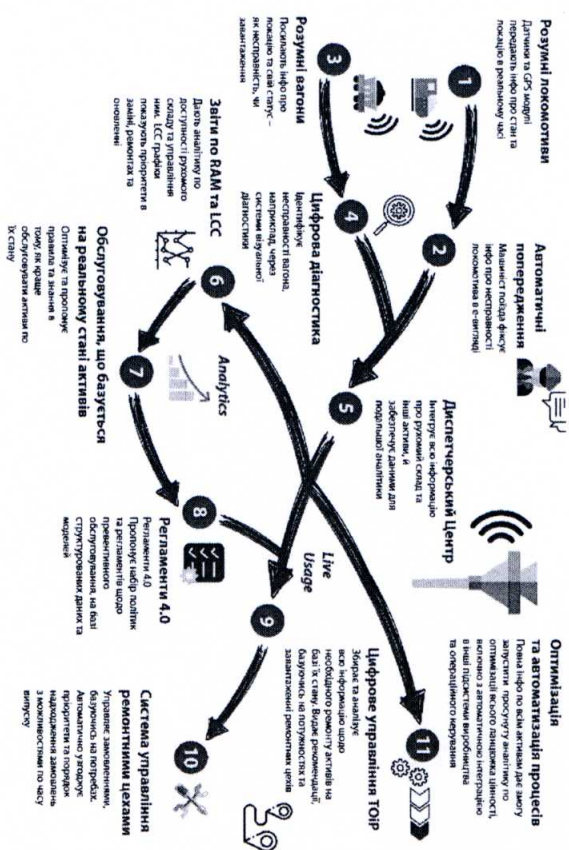 1
Розумні локомотиви
Датчики та GPS модулі
передають інфо про стан та
локацію в реальному часі
2
Автоматичні
попередження
Машиніст поїзда фіксує
інфо про несправності
локомотива в е-вигляді
3
Розумні вагони
Посилають інфо про
локацію та свій статус –
як несправність, чи
завантаження
4
Цифрова діагностика
Ідентифікує
несправності вагона,
наприклад, через
системи візуальної
діагностики
5
Диспетчерський Центр
Інтегрує всю інформацію
про рухомий склад та
інші активи, й
забезпечує даними для
подальшої аналітики
6
Звіти по RAM та LCC
Дають аналітику по
доступності рухомого
складу та управління
ним. LCC графіки
показують пріоритети в
заміні, ремонтах та
оновленні
7
Analytics
Обслуговування, що базується
на реальному стані активів
Оптимізує та пропонує
правила та знання в
тому, як краще
обслуговувати активи по
їх стану
8
Регламенти 4.0
Регламенти 4.0
Пропонує набір політик
та регламентів щодо
превентивного
обслуговування, на базі
структурованих даних та
моделей
Live
Usage
9
Цифрове управління ТОіР
Збирає та аналізує
всю інформацію щодо
необхідного ремонту активів на
базі їх стану. Видає рекомендації,
базуючись на потужностях та
завантаженні ремонтних цехів
10
Система управління
ремонтними цехами
Управляє замовленнями,
базуючись на потребах.
Автоматично узгоджує
пріоритети та порядок
надходження замовлень
з можливостями по часу
випуску
11
Оптимізація
та автоматизація процесів
Повна інфо по всім активам дає змогу
запустити просунуту аналітику по
оптимізації всього ланцюжка цінності,
включно з автоматичною інтеграцією
в інші підсистеми виробництва
та операційного керування